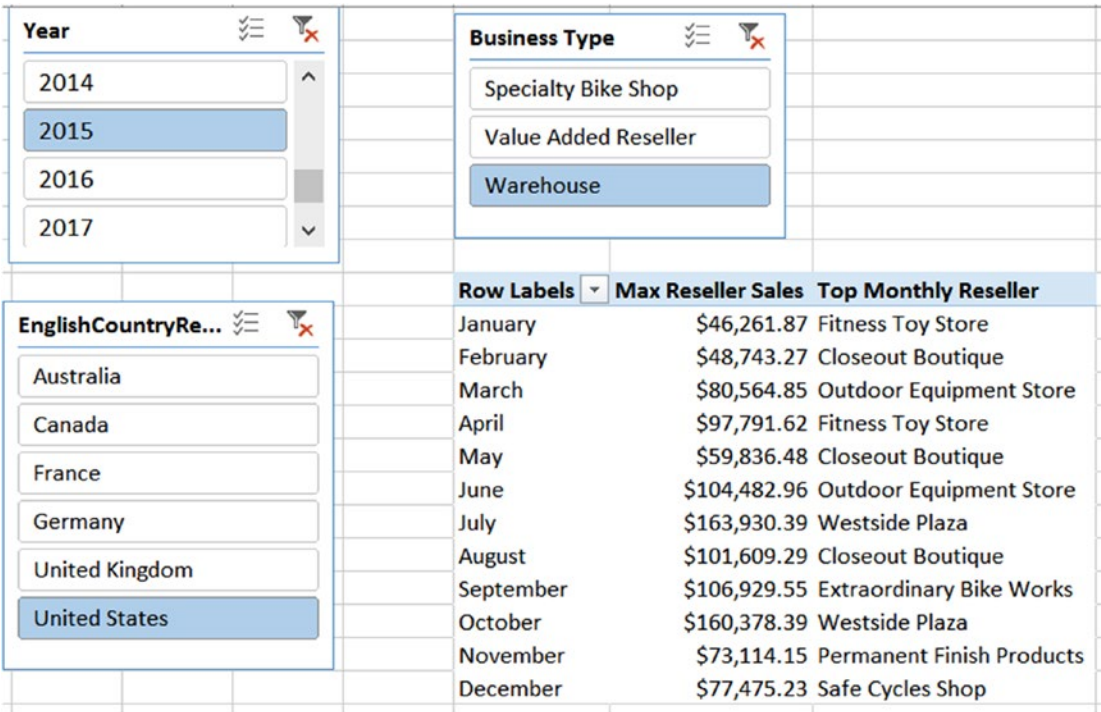 Year
2014
2015
2016
2017
Business Type
Specialty Bike Shop
Value Added Reseller
Warehouse
EnglishCountryRe...
Australia
Canada
France
Germany
United Kingdom
United States
Row Labels Max Reseller Sales Top Monthly Reseller
January $46,261.87 Fitness Toy Store
February $48,743.27 Closeout Boutique
March $80,564.85 Outdoor Equipment Store
April $97,791.62 Fitness Toy Store
May $59,836.48 Closeout Boutique
June $104,482.96 Outdoor Equipment Store
July $163,930.39 Westside Plaza
August $101,609.29 Closeout Boutique
September $106,929.55 Extraordinary Bike Works
October $160,378.39 Westside Plaza
November $73,114.15 Permanent Finish Products
December $77,475.23 Safe Cycles Shop